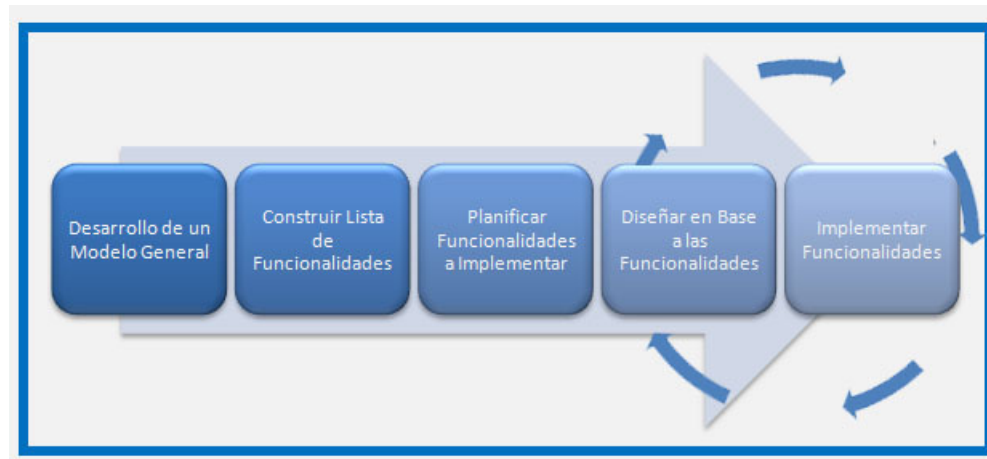 Desarrollo de un
Modelo General
Construir Lista
de
Funcionalidades
Planificar
Funcionalidades
a Implementar
Diseñar en Base
a las
Funcionalidades
Implementar
Funcionalidades